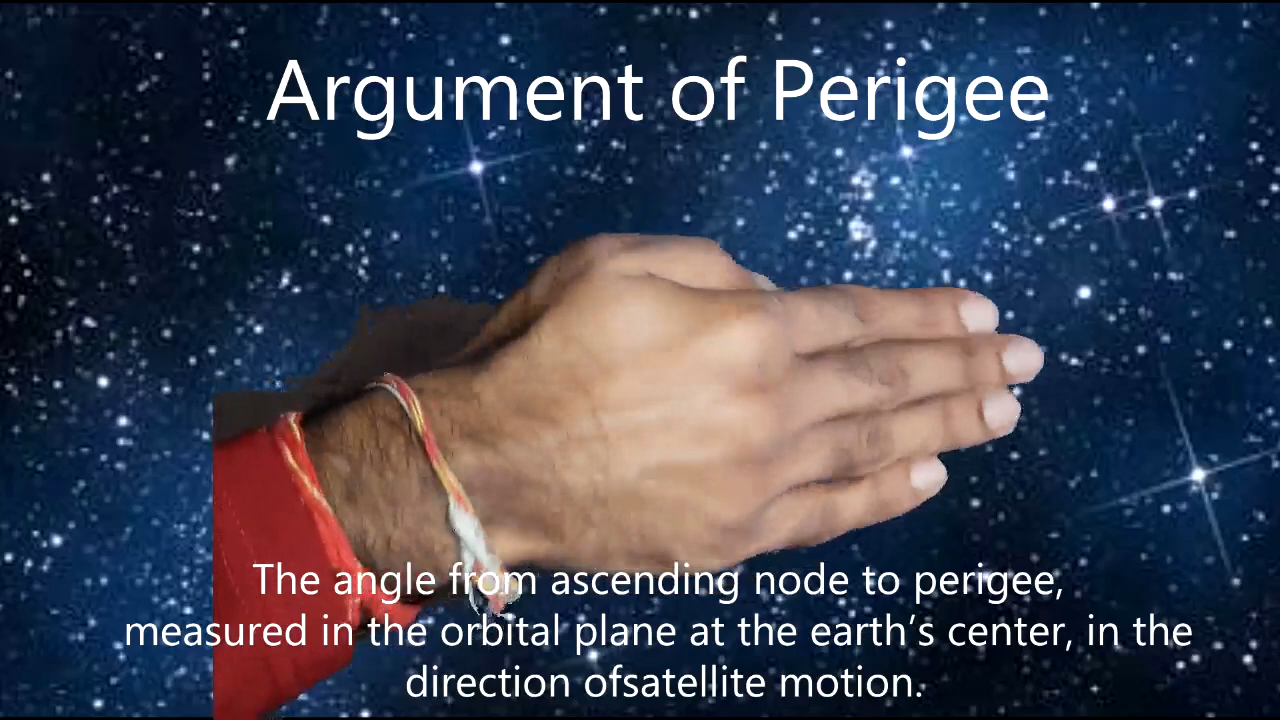 Argument of Perigee
The angle from ascending node to perigee,
measured in the orbital plane at the earth’s center, in the
direction ofsatellite motion.